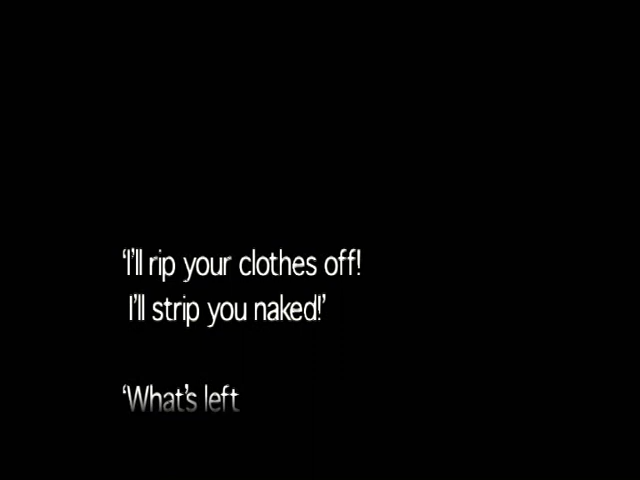 ‘I’ll rip your clothes off!
I’ll strip you naked!’
‘What’s left